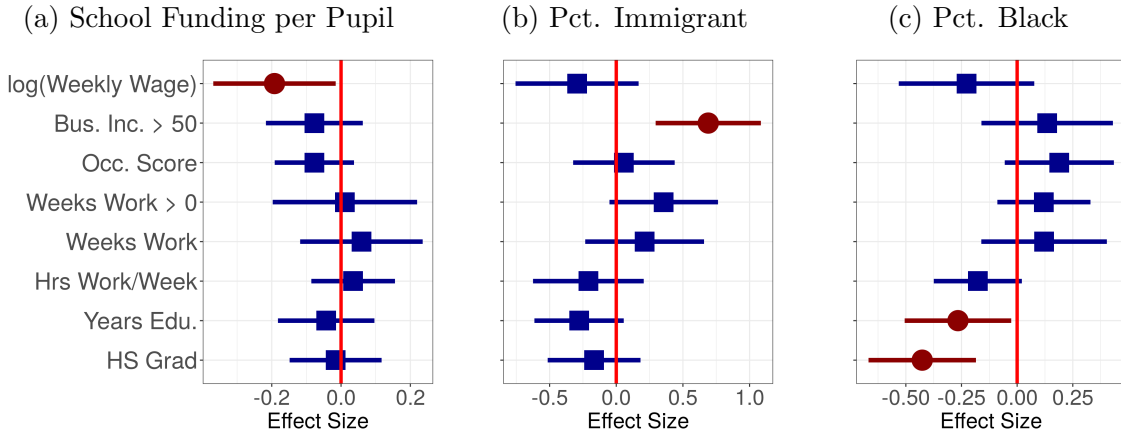 (a) School Funding per Pupil
(b) Pct. Immigrant
(c) Pct. Black
log(Weekly Wage)
Bus. Inc. > 50
Occ. Score
Weeks Work > 0
Weeks Work
Hrs Work/Week
Years Edu.
HS Grad
-0.2 0.0 0.2
Effect Size
-0.5 0.0 0.5 1.0
Effect Size
-0.50 -0.25 0.00 0.25
Effect Size